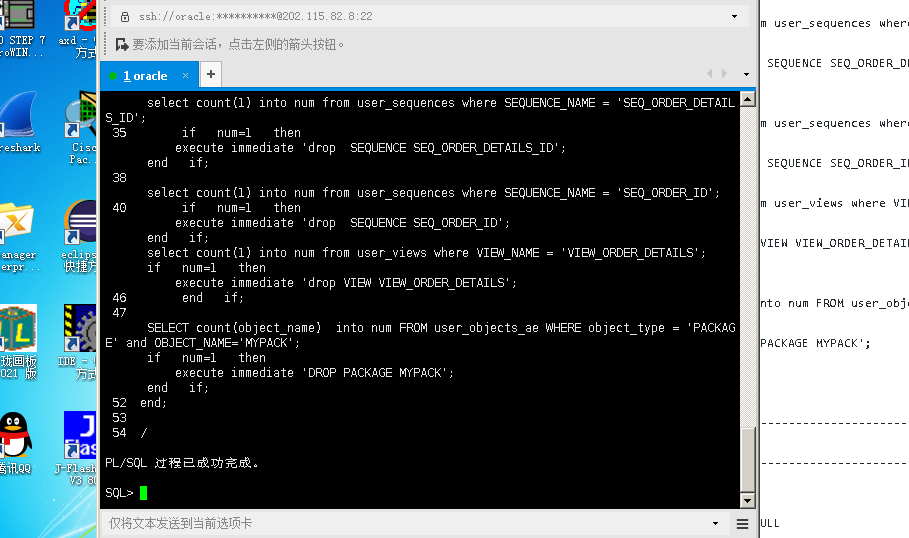 ssh://oracle:**********@202.115.82.8:22
要添加当前会话，点击左侧的箭头按钮。
1 oracle × +
select count(1) into num from user_sequences where SEQUENCE_NAME = 'SEQ_ORDER_DETAIL
S_ID';
35 if num=1 then
execute immediate 'drop SEQUENCE SEQ_ORDER_DETAILS_ID';
end if;
38
select count(1) into num from user_sequences where SEQUENCE_NAME = 'SEQ_ORDER_ID';
40 if num=1 then
execute immediate 'drop SEQUENCE SEQ_ORDER_ID';
end if;
select count(1) into num from user_views where VIEW_NAME = 'VIEW_ORDER_DETAILS';
if num=1 then
execute immediate 'drop VIEW VIEW_ORDER_DETAILS';
46 end if;
47
SELECT count(object_name) into num FROM user_objects_ae WHERE object_type = 'PACKAG
E' and OBJECT_NAME='MYPACK';
if num=1 then
execute immediate 'DROP PACKAGE MYPACK';
end if;
52 end;
53
54 /
PL/SQL 过程已成功完成。
SQL>
仅将文本发送到当前选项卡
D STEP 7
roWIN...
axd -
方式
reshark
Cisc
Pac...
anager
erpr...
eclips
快捷方
珑画板
021 版
IDE -
方式
腾讯QQ
J-Flash
V3.80
m user_sequences where
SEQUENCE SEQ_ORDER_DE
m user_sequences where
SEQUENCE SEQ_ORDER_ID
m user_views where VIE
VIEW VIEW_ORDER_DETAIL
nto num FROM user_obje
PACKAGE MYPACK';
----------------------
----------------------
ULL